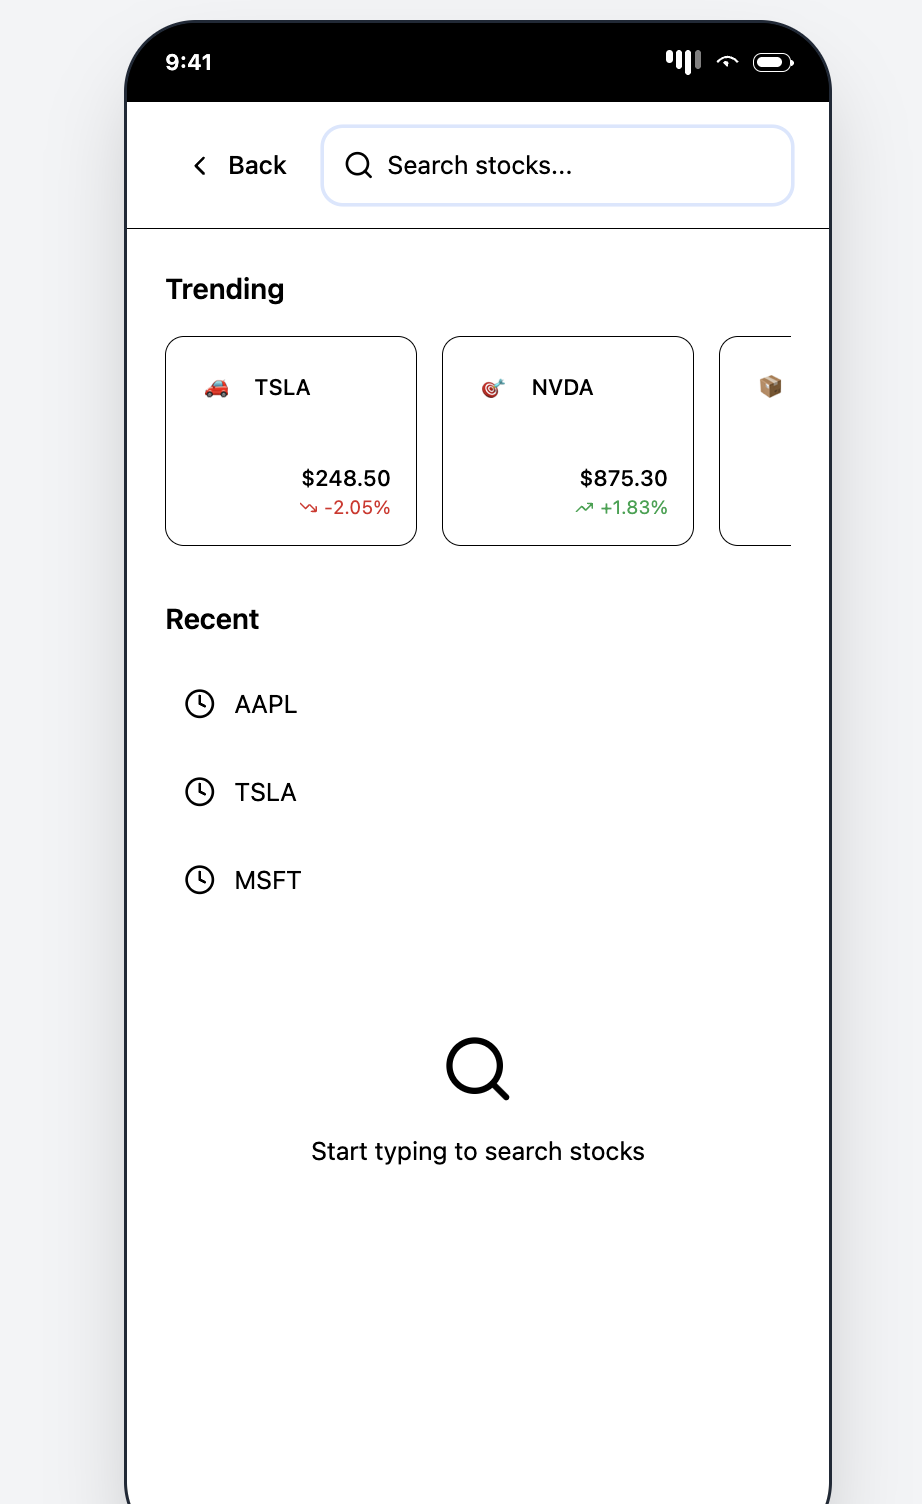 9:41
Back
Search stocks...
Trending
TSLA
$248.50
-2.05%
NVDA
$875.30
+1.83%
Recent
AAPL
TSLA
MSFT
Start typing to search stocks